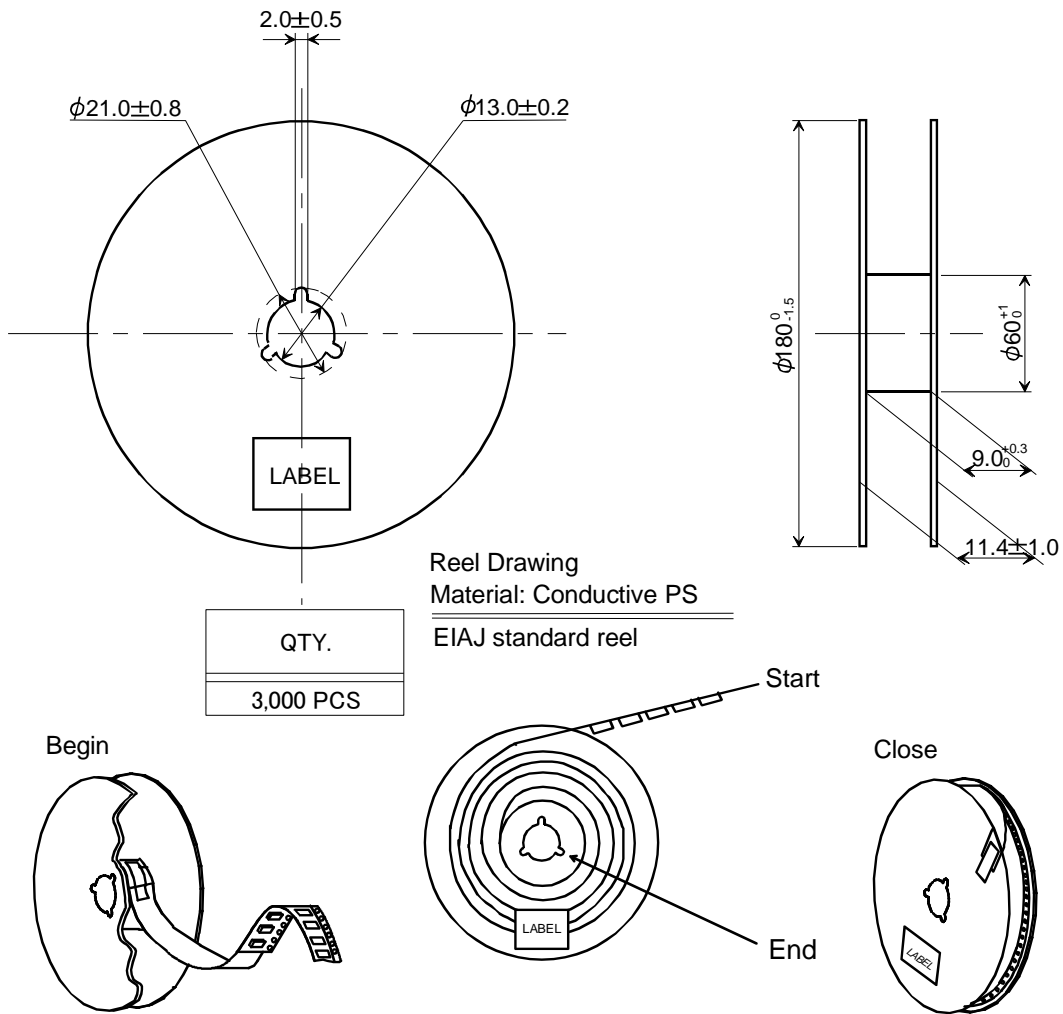 2.0±0.5
ϕ21.0±0.8
ϕ13.0±0.2
ϕ180 0 -1.5
ϕ60 +1 0
9.0 +0.3 0
11.4±1.0
LABEL
Reel Drawing
Material: Conductive PS
EIAJ standard reel
QTY.
3,000 PCS
Start
Begin
Close
LABEL
End
LABEL